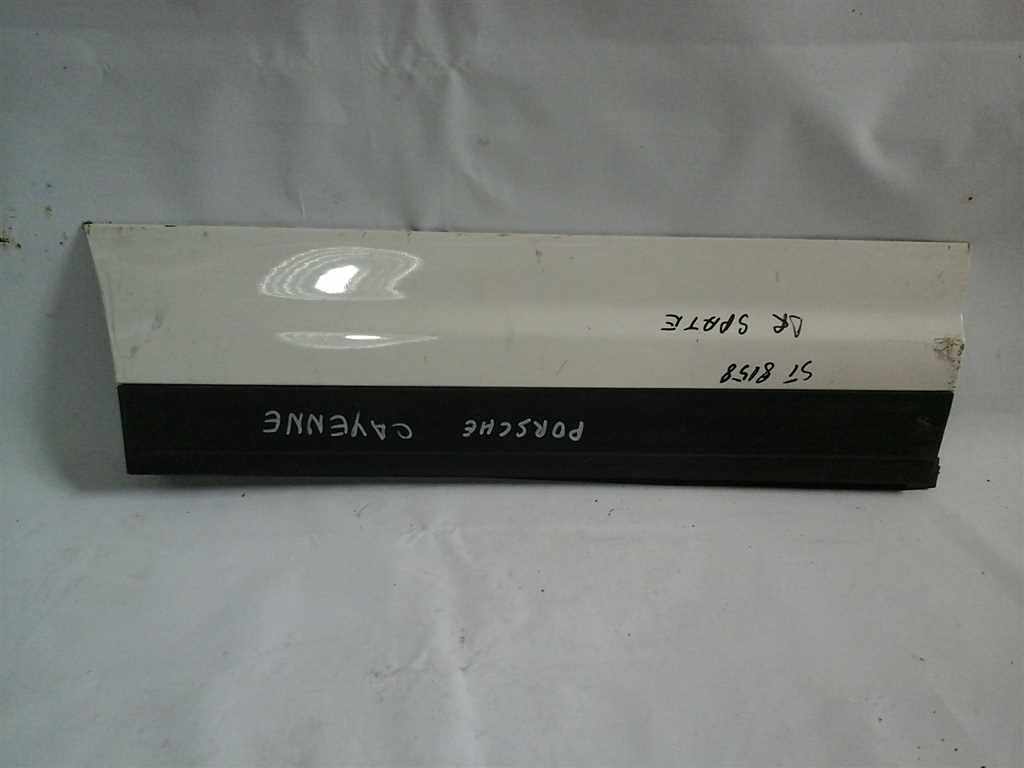 PORSCHE CAYENNE
ST 8158
DR SPATE